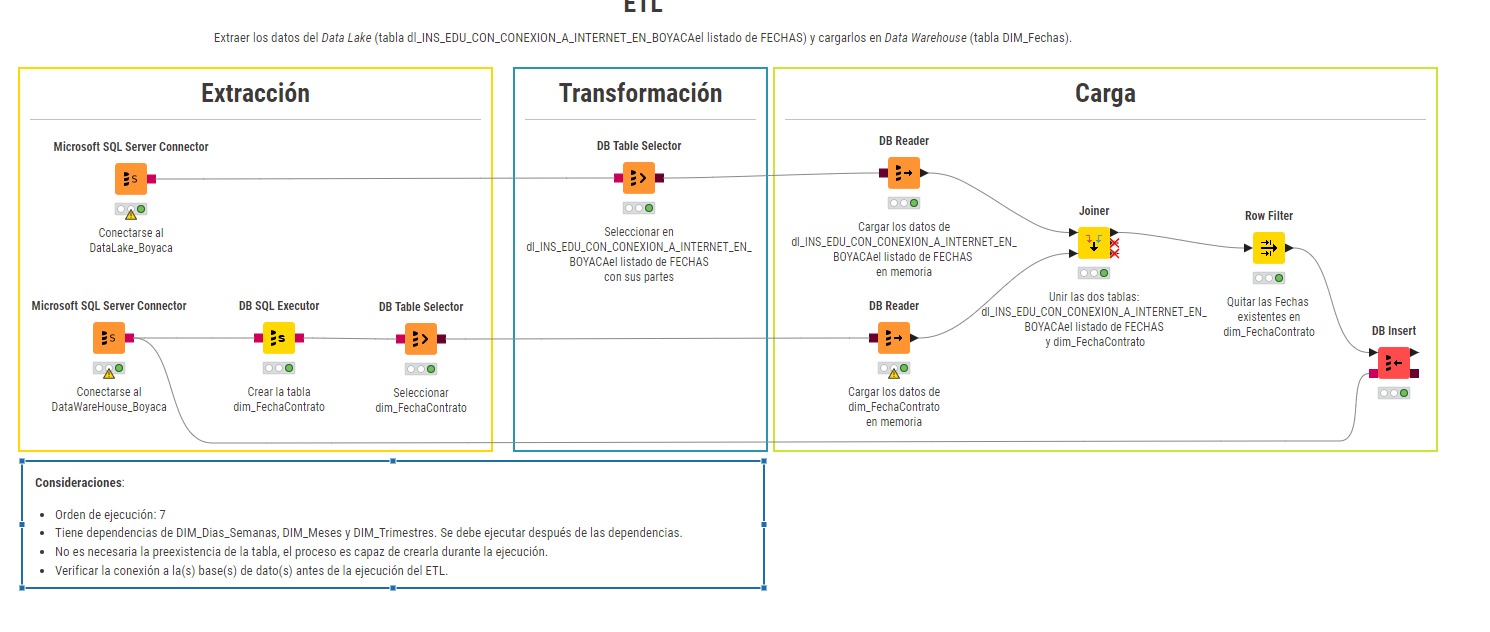 ETL
Extraer los datos del Data Lake (tabla dl_INS_EDU_CON_CONEXION_A_INTERNET_EN_BOYACAel listado de FECHAS) y cargarlos en Data Warehouse (tabla DIM_Fechas).
Extracción
Microsoft SQL Server Connector
S
Conectarse al
DataLake_Boyaca
Microsoft SQL Server Connector
S
Conectarse al
DataWareHouse_Boyaca
DB SQL Executor
S
Crear la tabla
dim_FechaContrato
DB Table Selector
Seleccionar
dim_FechaContrato
Transformación
DB Table Selector
Seleccionar en
dl_INS_EDU_CON_CONEXION_A_INTERNET_EN_
BOYACAel listado de FECHAS
con sus partes
Carga
DB Reader
Cargar los datos de
dl_INS_EDU_CON_CONEXION_A_INTERNET_EN_
BOYACAel listado de FECHAS
en memoria
DB Reader
Cargar los datos de
dim_FechaContrato
en memoria
Joiner
Unir las dos tablas:
dl_INS_EDU_CON_CONEXION_A_INTERNET_EN_
BOYACAel listado de FECHAS
y dim_FechaContrato
Row Filter
Quitar las Fechas
existentes en
dim_FechaContrato
DB Insert
Consideraciones:
• Orden de ejecución: 7
• Tiene dependencias de DIM_Dias_Semanas, DIM_Meses y DIM_Trimestres. Se debe ejecutar después de las dependencias.
• No es necesaria la preexistencia de la tabla, el proceso es capaz de crearla durante la ejecución.
• Verificar la conexión a la(s) base(s) de dato(s) antes de la ejecución del ETL.